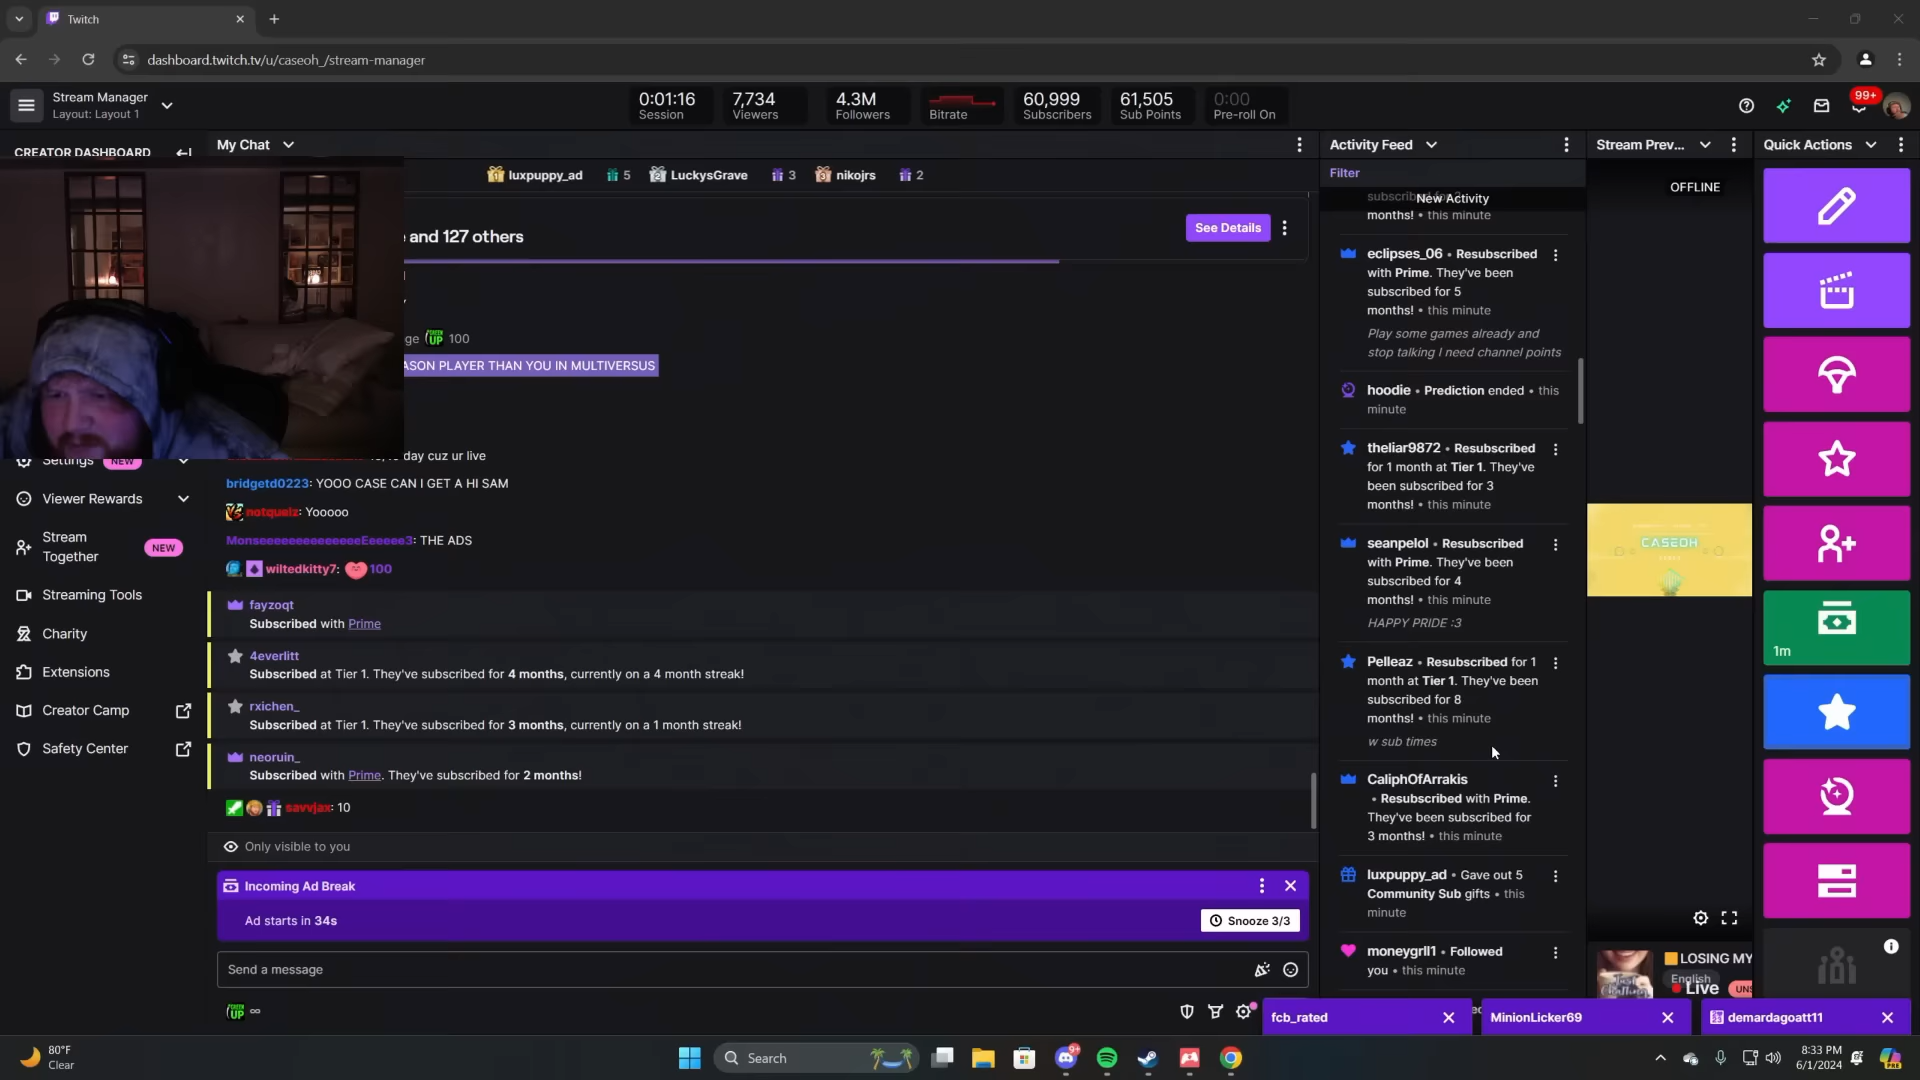 Twitch
dashboard.twitch.tv/u/caseoh_/stream-manager
Stream Manager
Layout: Layout 1
0:01:16
Session
7,734
Viewers
4.3M
Followers
Bitrate
60,999
Subscribers
61,505
Sub Points
0:00
Pre-roll On
99+
CREATOR DASHBOARD
Settings NEW
Viewer Rewards
Stream
Together
NEW
Streaming Tools
Charity
Extensions
Creator Camp
Safety Center
My Chat
luxpuppy_ad 5 LuckysGrave 3 nikojrs 2
and 127 others
See Details
ge 100
ASON PLAYER THAN YOU IN MULTIVERSUS
day cuz ur live
bridgetd0223: YOOO CASE CAN I GET A HI SAM
notquelz: Yooooo
THE ADS
wiltedkitty7: 100
fayzoqt
Subscribed with Prime
4everlitt
Subscribed at Tier 1. They've subscribed for 4 months, currently on a 4 month streak!
rxichen_
Subscribed at Tier 1. They've subscribed for 3 months, currently on a 1 month streak!
neoruin_
Subscribed with Prime. They've subscribed for 2 months!
savvjax: 10
Only visible to you
Incoming Ad Break
Ad starts in 34s
Snooze 3/3
Send a message
∞
Activity Feed
Filter
New Activity
months! • this minute
eclipses_06 • Resubscribed
with Prime. They've been
subscribed for 5
months! • this minute
Play some games already and
stop talking I need channel points
hoodie • Prediction ended • this
minute
theliar9872 • Resubscribed
for 1 month at Tier 1. They've
been subscribed for 3
months! • this minute
seanpelol • Resubscribed
with Prime. They've been
subscribed for 4
months! • this minute
HAPPY PRIDE :3
Pelleaz • Resubscribed for 1
month at Tier 1. They've been
subscribed for 8
months! • this minute
w sub times
CaliphOfArrakis
• Resubscribed with Prime.
They've been subscribed for
3 months! • this minute
luxpuppy_ad • Gave out 5
Community Sub gifts • this
minute
moneygrll1 • Followed
you • this minute
Stream Prev...
OFFLINE
CASEOH
LOSING MY
English
Live
Quick Actions
1m
fcb_rated
MinionLicker69
demardagoatt11
80°F
Clear
Search
8:33 PM
6/1/2024